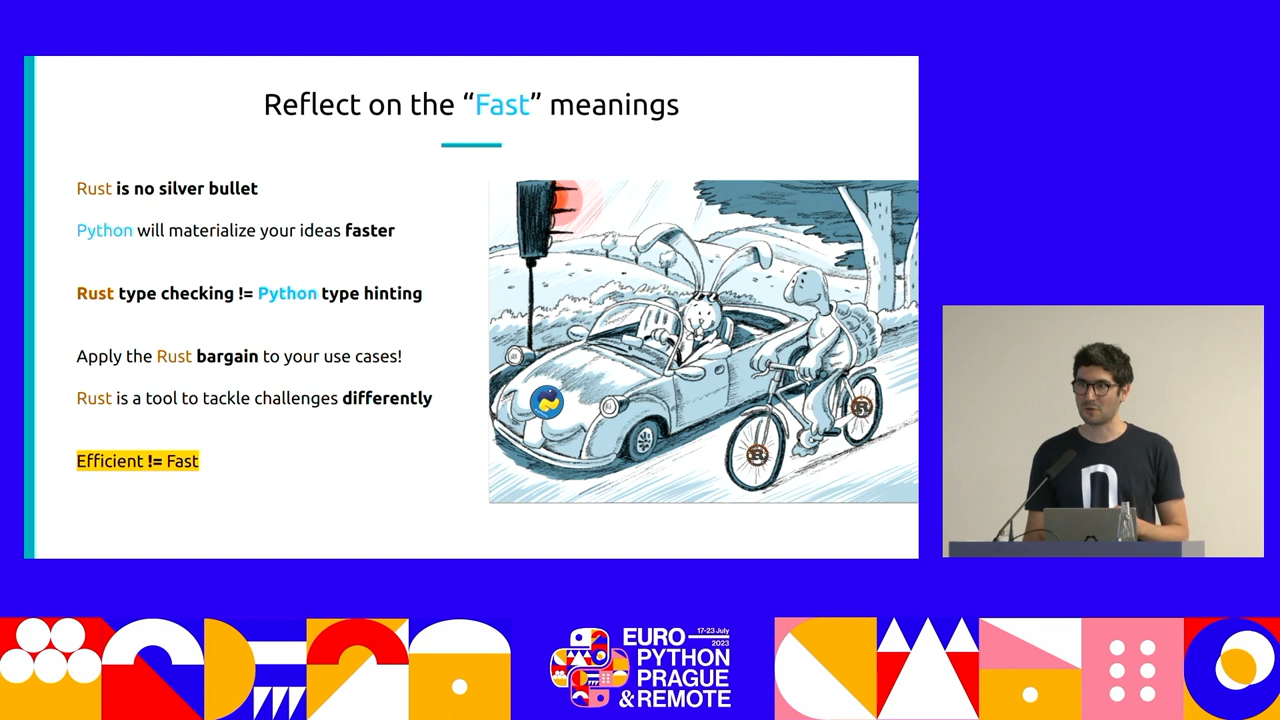 Reflect on the “Fast” meanings
Rust is no silver bullet
Python will materialize your ideas faster
Rust type checking != Python type hinting
Apply the Rust bargain to your use cases!
Rust is a tool to tackle challenges differently
Efficient != Fast
R
R
EURO
17-23 July
2023
PYTHON
PRAGUE
& REMOTE